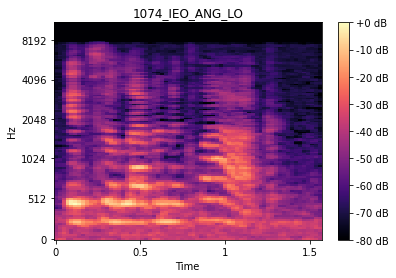 1074_IEO_ANG_LO
8192
4096
2048
1024
512
0
Hz
0
0.5
1
1.5
Time
+0 dB
-10 dB
-20 dB
-30 dB
-40 dB
-50 dB
-60 dB
-70 dB
-80 dB